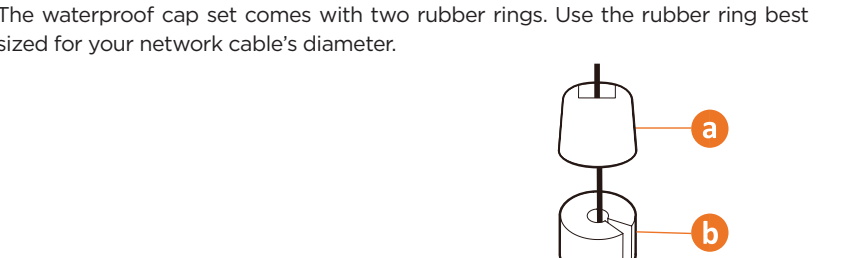 The waterproof cap set comes with two rubber rings. Use the rubber ring best
sized for your network cable's diameter.
a
b